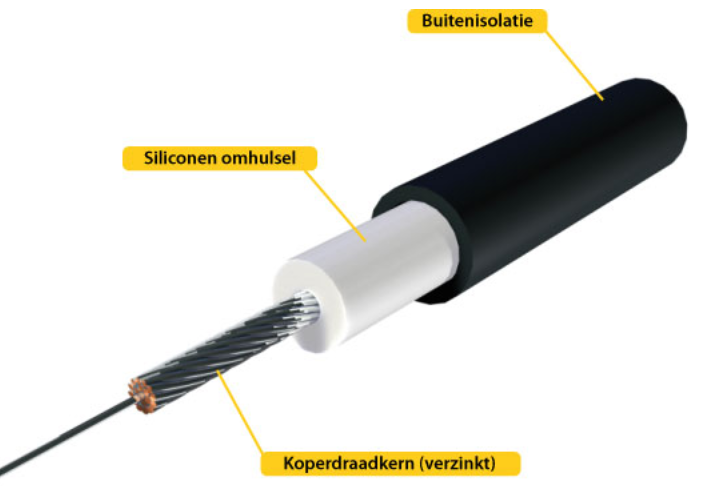 Buitenisolatie
Siliconen omhulsel
Koperdraadkern (verzinkt)